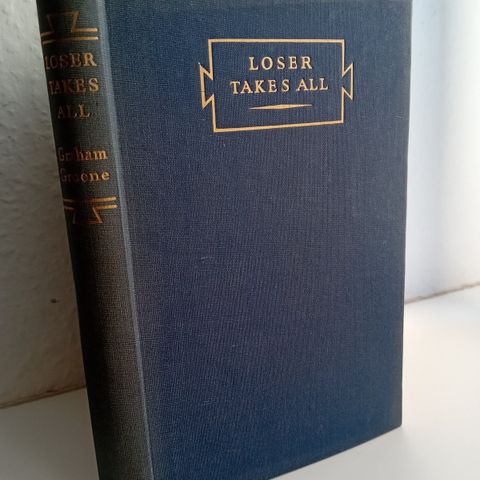 LOSER
TAKES
ALL
Graham
Greene
LOSER
TAKES ALL